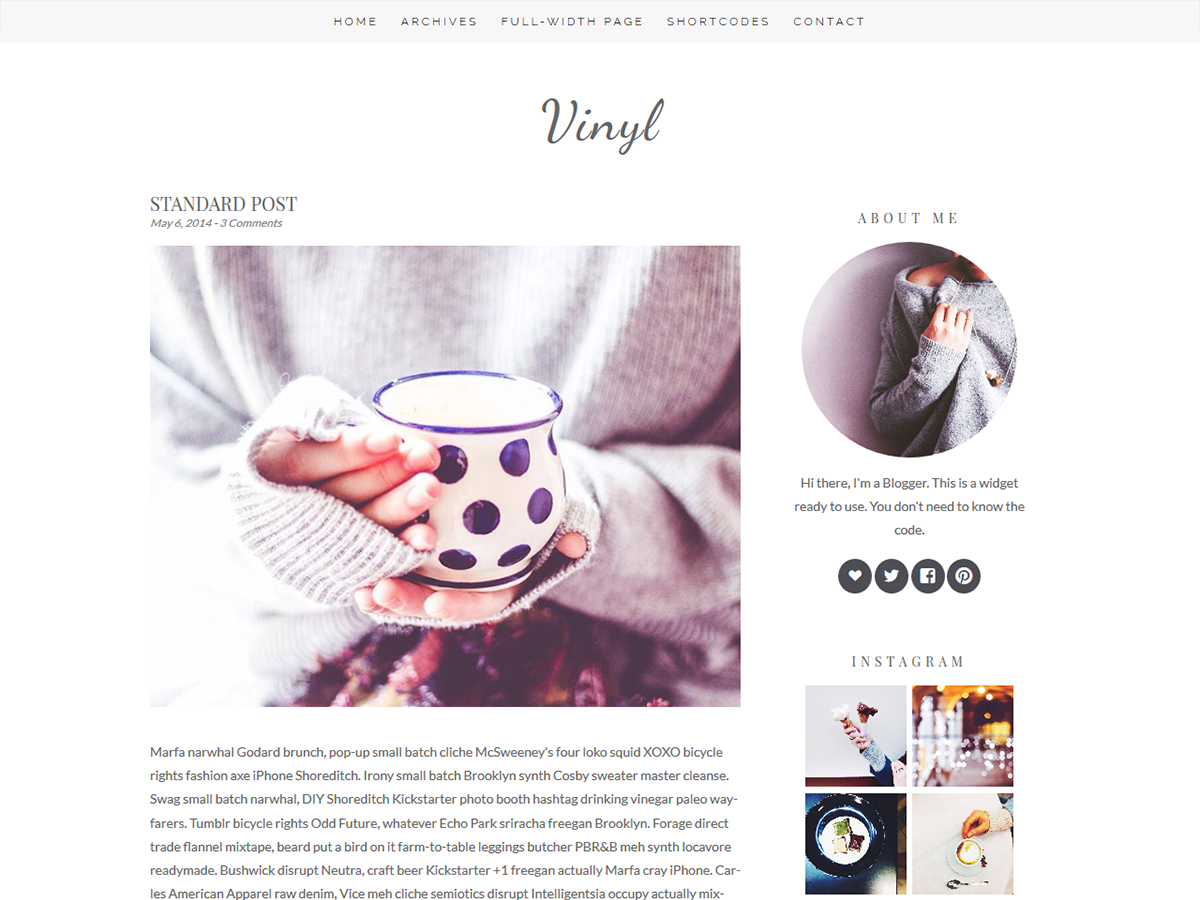 HOME ARCHIVES FULL-WIDTH PAGE SHORTCODES CONTACT
Vinyl
STANDARD POST
May 6, 2014 - 3 Comments
Marfa narwhal Godard brunch, pop-up small batch cliche McSweeney's four loko squid XOXO bicycle
rights fashion axe iPhone Shoreditch. Irony small batch Brooklyn synth Cosby sweater master cleanse.
Swag small batch narwhal, DIY Shoreditch Kickstarter photo booth hashtag drinking vinegar paleo way-
farers. Tumblr bicycle rights Odd Future, whatever Echo Park sriracha freegan Brooklyn. Forage direct
trade flannel mixtape, beard put a bird on it farm-to-table leggings butcher PBR&B meh synth locavore
readymade. Bushwick disrupt Neutra, craft beer Kickstarter +1 freegan actually Marfa cray iPhone. Car-
les American Apparel raw denim, Vice meh cliche semiotics disrupt Intelligentsia occupy actually mix-
ABOUT ME
Hi there, I'm a Blogger. This is a widget
ready to use. You don't need to know the
code.
INSTAGRAM